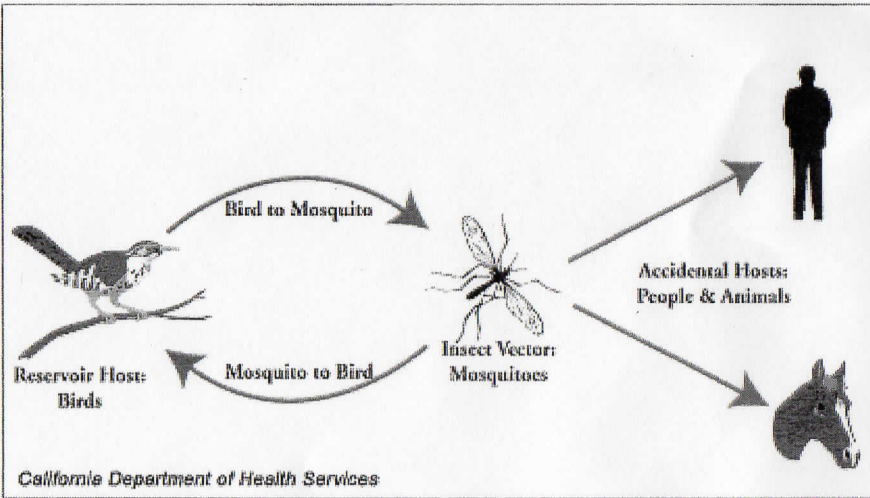 Bird to Mosquito
Accidental Hosts:
People & Animals
Insect Vector:
Mosquitoes
Mosquito to Bird
Reservoir Host:
Birds
California Department of Health Services